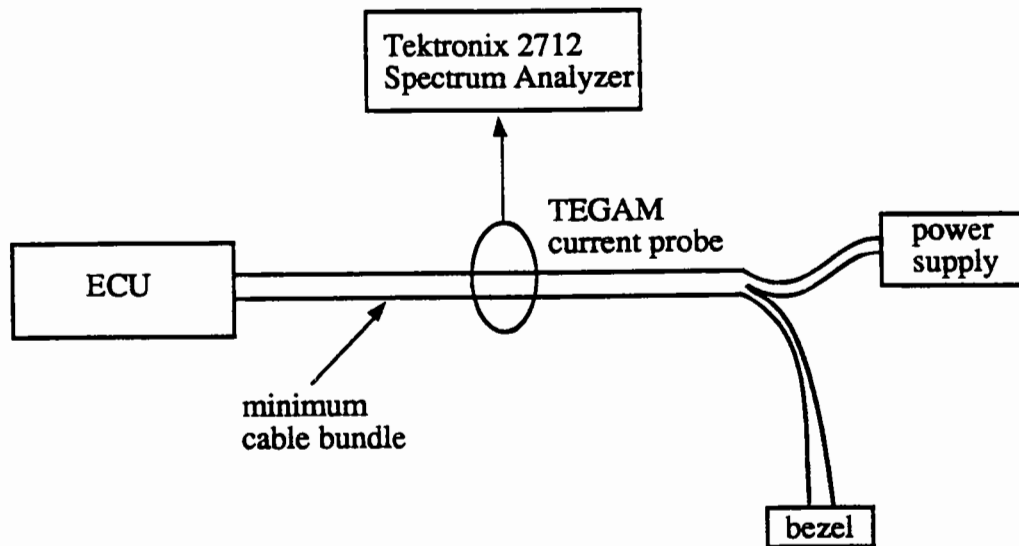 Tektronix 2712
Spectrum Analyzer
TEGAM
current probe
power
supply
ECU
minimum
cable bundle
bezel